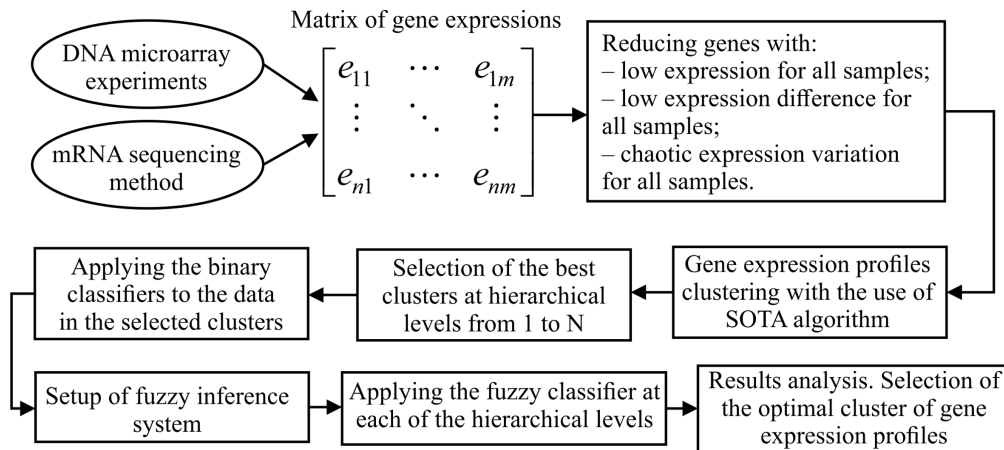 Matrix of gene expressions
DNA microarray
experiments
mRNA sequencing
method
e11 ⋯ e1m
⋮ ⋱ ⋮
en1 ⋯ enm
Reducing genes with:
– low expression for all samples;
– low expression difference for
all samples;
– chaotic expression variation
for all samples.
Gene expression profiles
clustering with the use of
SOTA algorithm
Selection of the best
clusters at hierarchical
levels from 1 to N
Applying the binary
classifiers to the data
in the selected clusters
Setup of fuzzy inference
system
Applying the fuzzy classifier at
each of the hierarchical levels
Results analysis. Selection of
the optimal cluster of gene
expression profiles